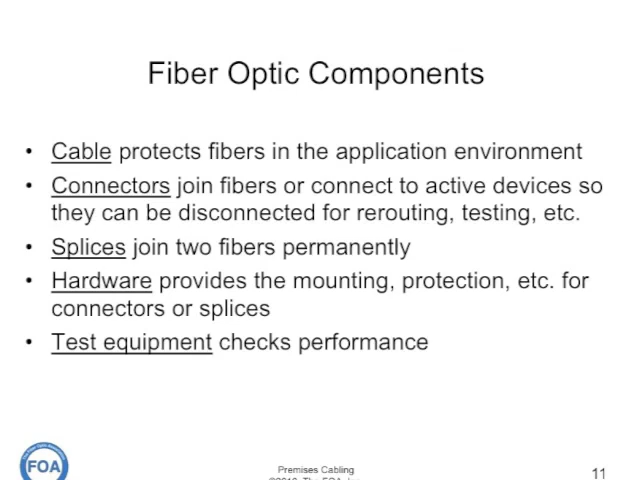 Fiber Optic Components
• Cable protects fibers in the application environment
• Connectors join fibers or connect to active devices so
they can be disconnected for rerouting, testing, etc.
• Splices join two fibers permanently
• Hardware provides the mounting, protection, etc. for
connectors or splices
• Test equipment checks performance
FOA
Premises Cabling
11